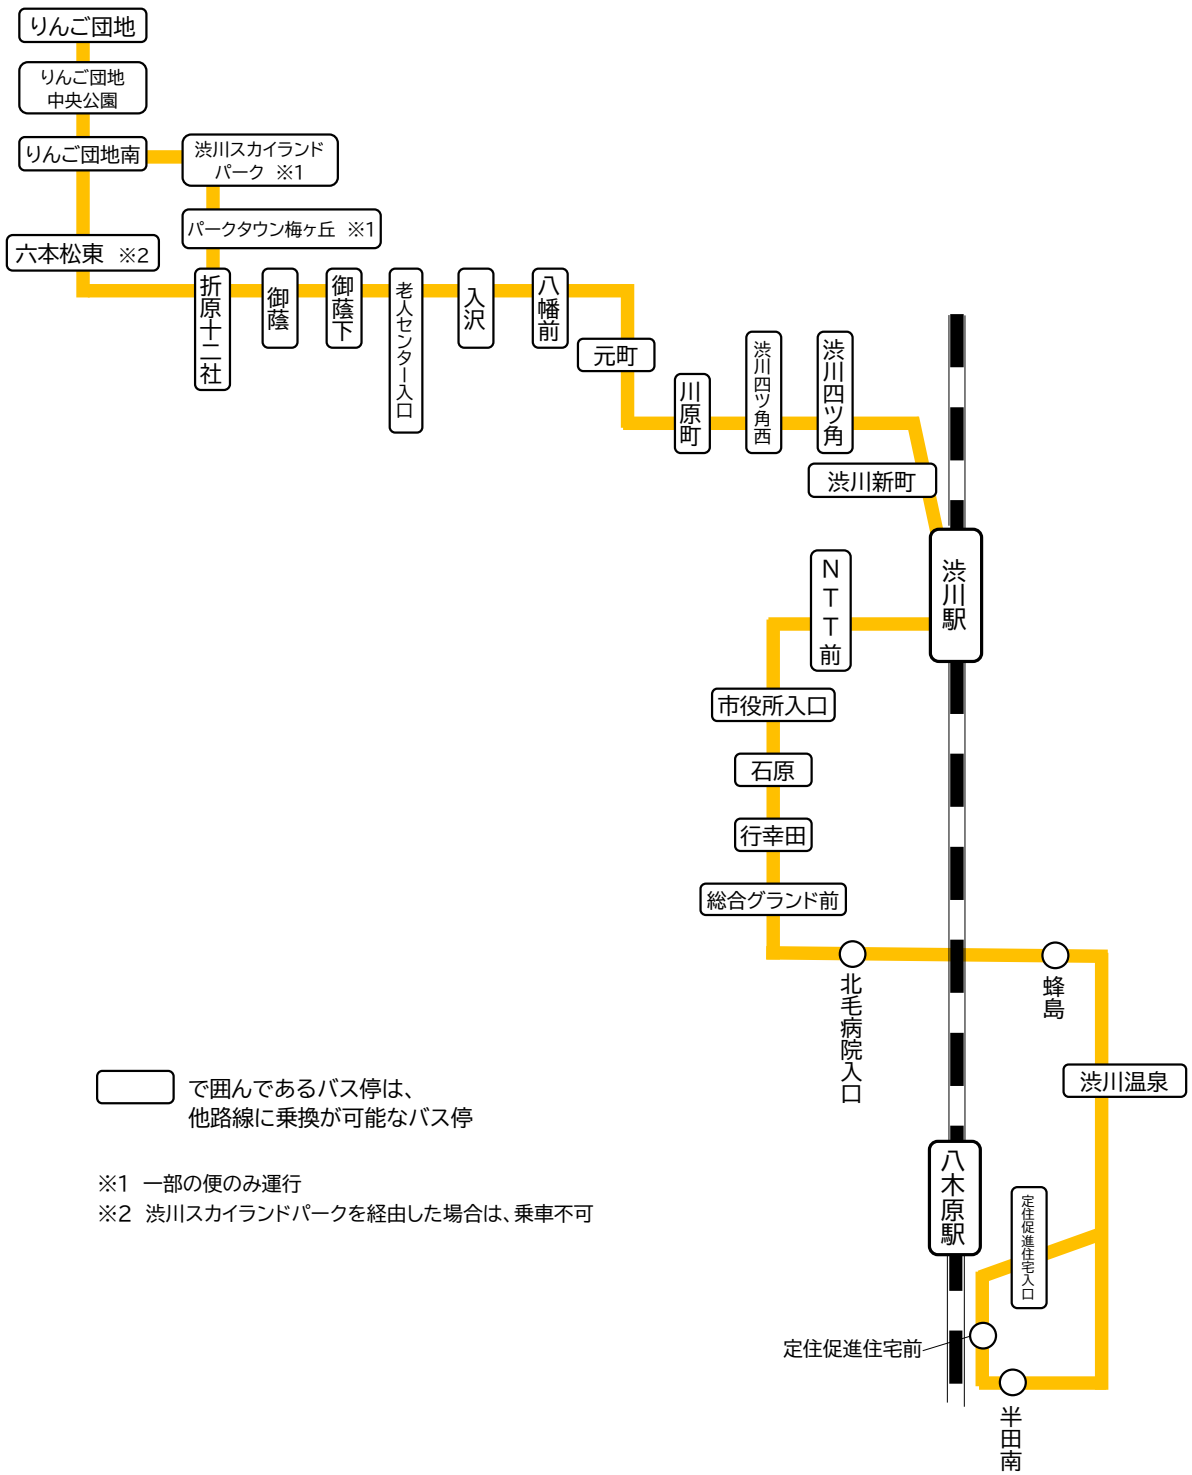 りんご団地
りんご団地
中央公園
りんご団地南
渋川スカイランド
パーク ※1
パークタウン梅ヶ丘 ※1
六本松東 ※2
折原十二社
御蔭
御蔭下
老人センター入口
入沢
八幡前
元町
川原町
渋川四ツ角西
渋川四ツ角
渋川新町
渋川駅
NTT前
市役所入口
石原
行幸田
総合グランド前
北毛病院入口
蜂島
渋川温泉
八木原駅
定住促進住宅入口
定住促進住宅前
半田南
で囲んであるバス停は、
他路線に乗換が可能なバス停
※1 一部の便のみ運行
※2 渋川スカイランドパークを経由した場合は、乗車不可